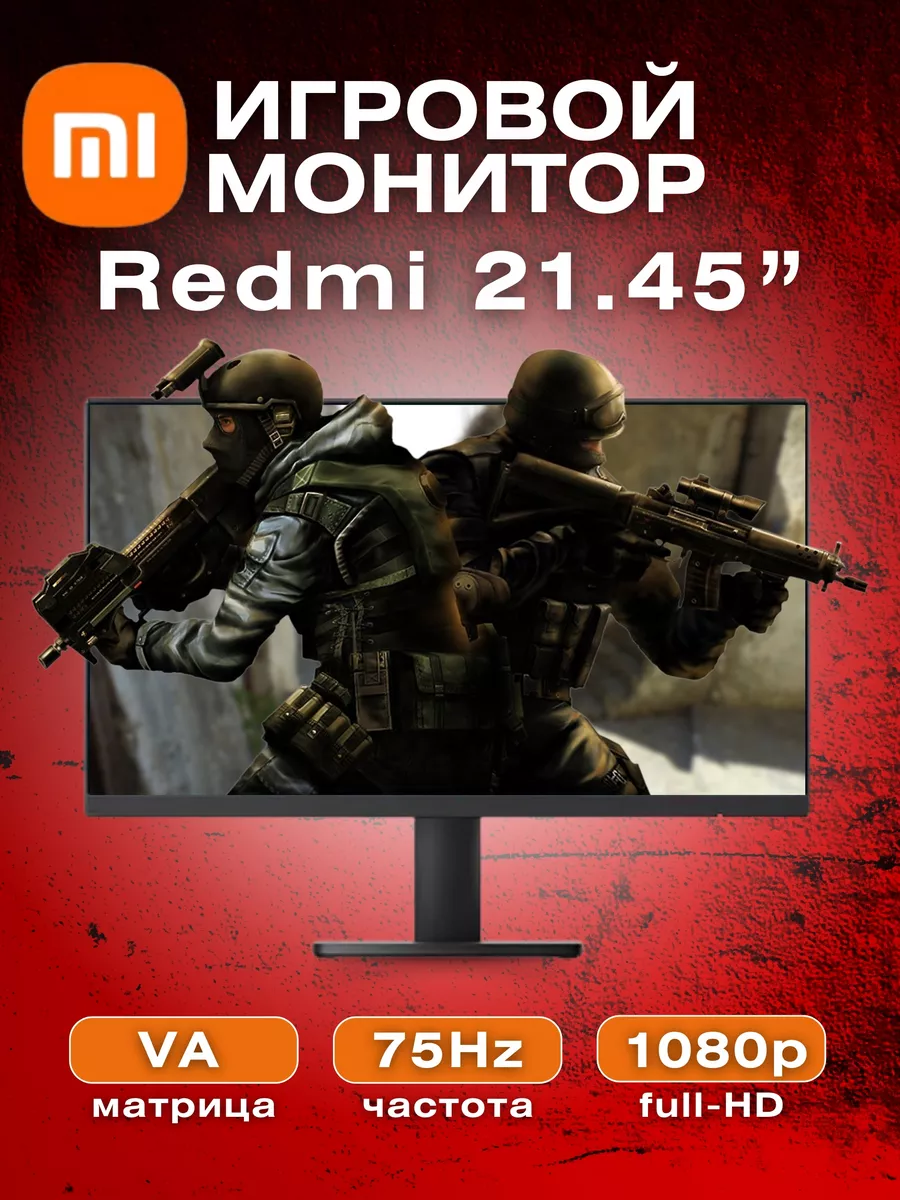 mi
ИГРОВОЙ
МОНИТОР
Redmi 21.45”
VA
матрица
75Hz
частота
1080p
full-HD